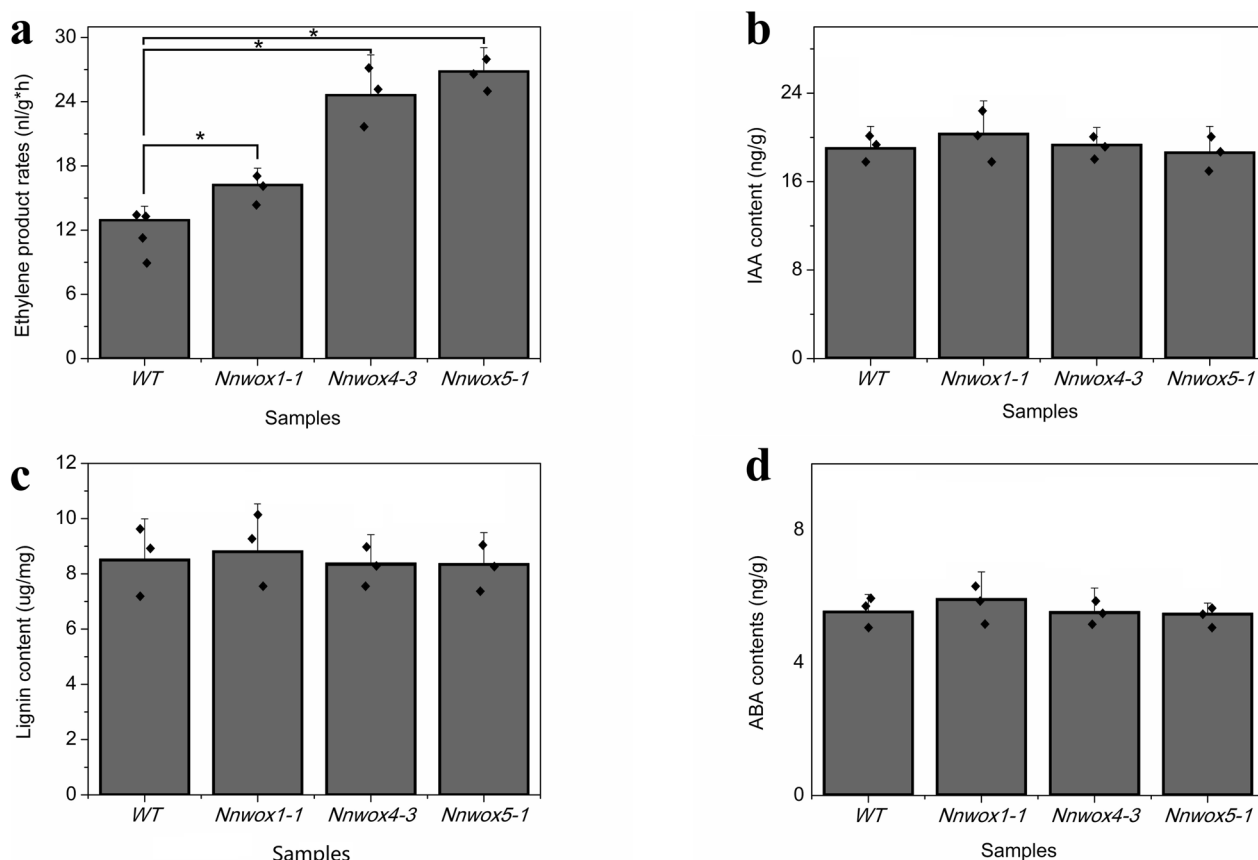 a
Ethylene product rates (nl/g*h)
30
24
18
12
6
0
*
*
*
WT Nnwox1-1 Nnwox4-3 Nnwox5-1
Samples
b
IAA content (ng/g)
24
16
8
0
WT Nnwox1-1 Nnwox4-3 Nnwox5-1
Samples
c
Lignin content (ug/mg)
12
10
8
6
4
2
0
WT Nnwox1-1 Nnwox4-3 Nnwox5-1
Samples
d
ABA contents (ng/g)
8
4
0
WT Nnwox1-1 Nnwox4-3 Nnwox5-1
Samples